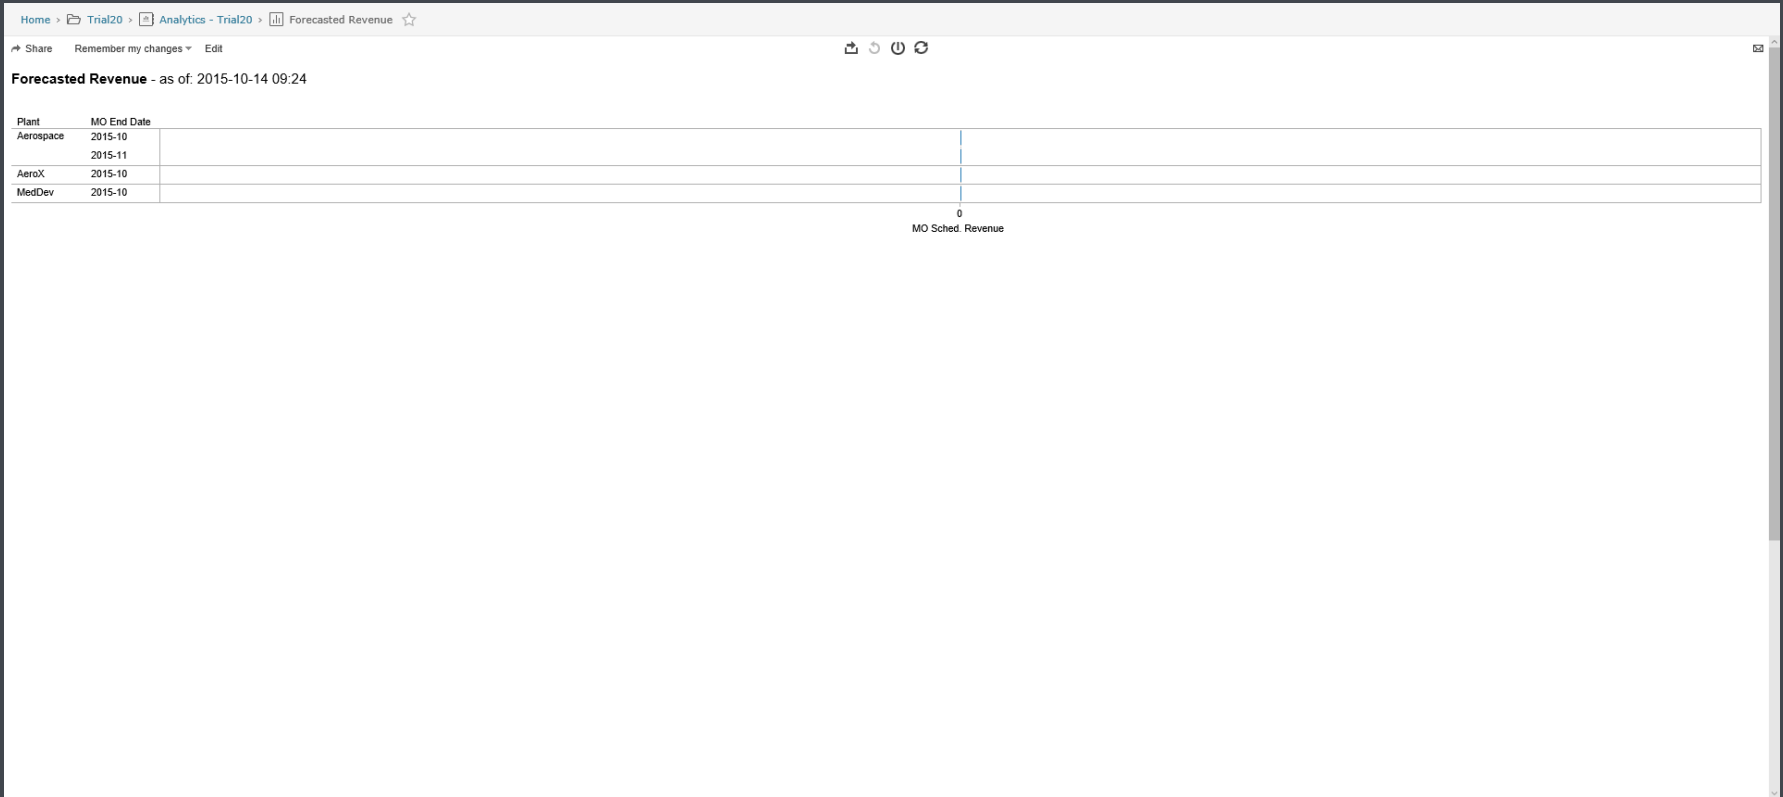 Home › Trial20 › Analytics - Trial20 › Forecasted Revenue
Share Remember my changes Edit
Forecasted Revenue - as of: 2015-10-14 09:24
Plant MO End Date
Aerospace 2015-10
2015-11
AeroX 2015-10
MedDev 2015-10
0
MO Sched. Revenue